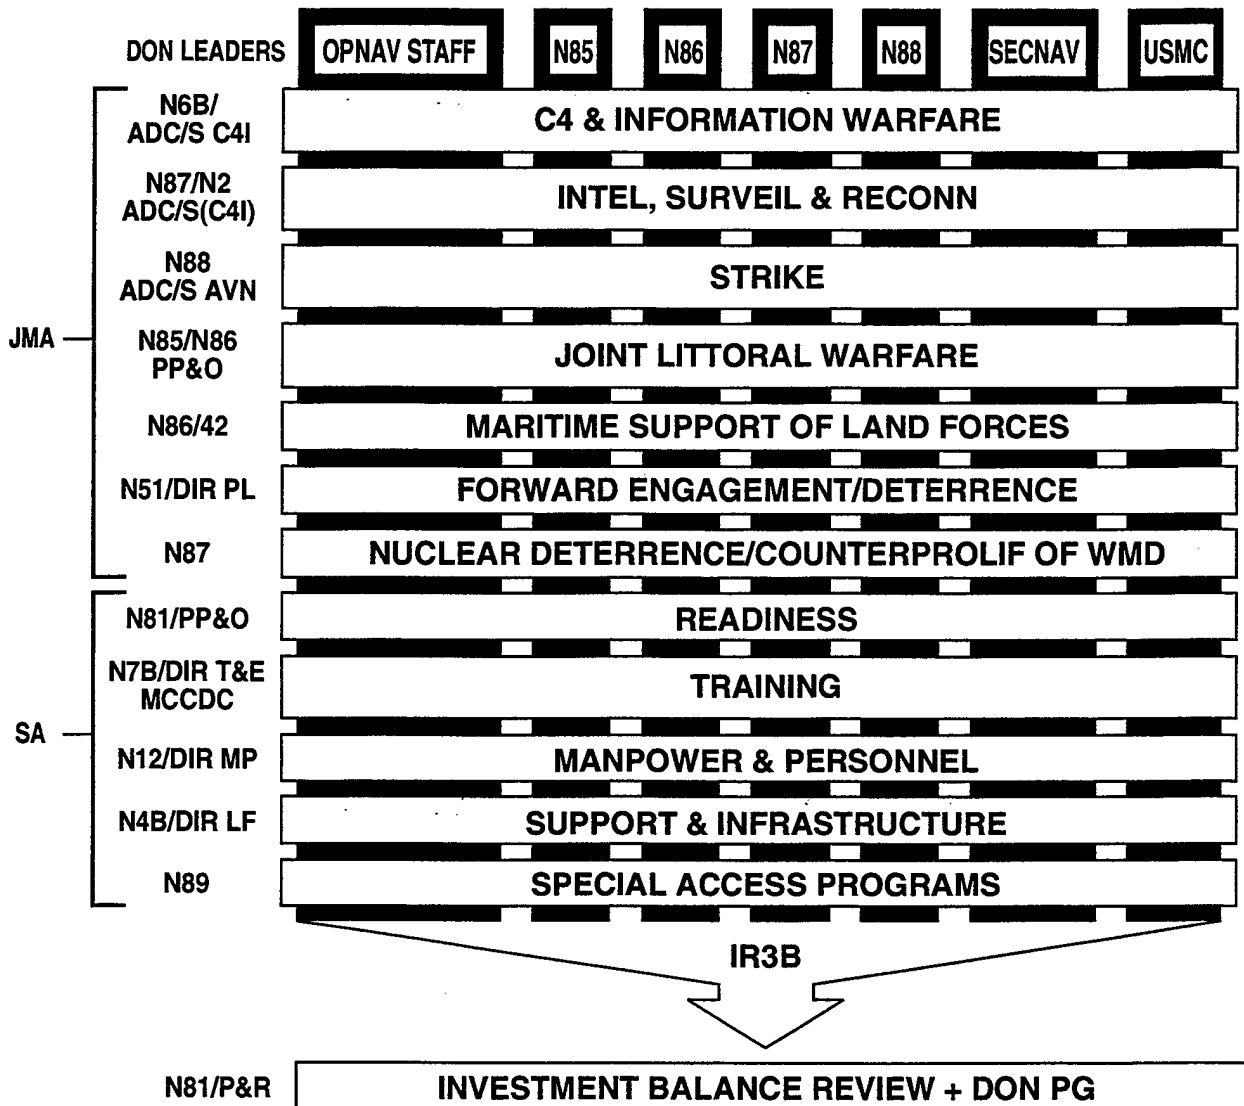 DON LEADERS OPNAV STAFF N85 N86 N87 N88 SECNAV USMC
N6B/
ADC/S C4I
C4 & INFORMATION WARFARE
N87/N2
ADC/S(C4I)
INTEL, SURVEIL & RECONN
N88
ADC/S AVN
STRIKE
JMA
N85/N86
PP&O
JOINT LITTORAL WARFARE
N86/42
MARITIME SUPPORT OF LAND FORCES
N51/DIR PL
FORWARD ENGAGEMENT/DETERRENCE
N87
NUCLEAR DETERRENCE/COUNTERPROLIF OF WMD
N81/PP&O
READINESS
N7B/DIR T&E
MCCDC
TRAINING
SA
N12/DIR MP
MANPOWER & PERSONNEL
N4B/DIR LF
SUPPORT & INFRASTRUCTURE
N89
SPECIAL ACCESS PROGRAMS
IR3B
N81/P&R
INVESTMENT BALANCE REVIEW + DON PG